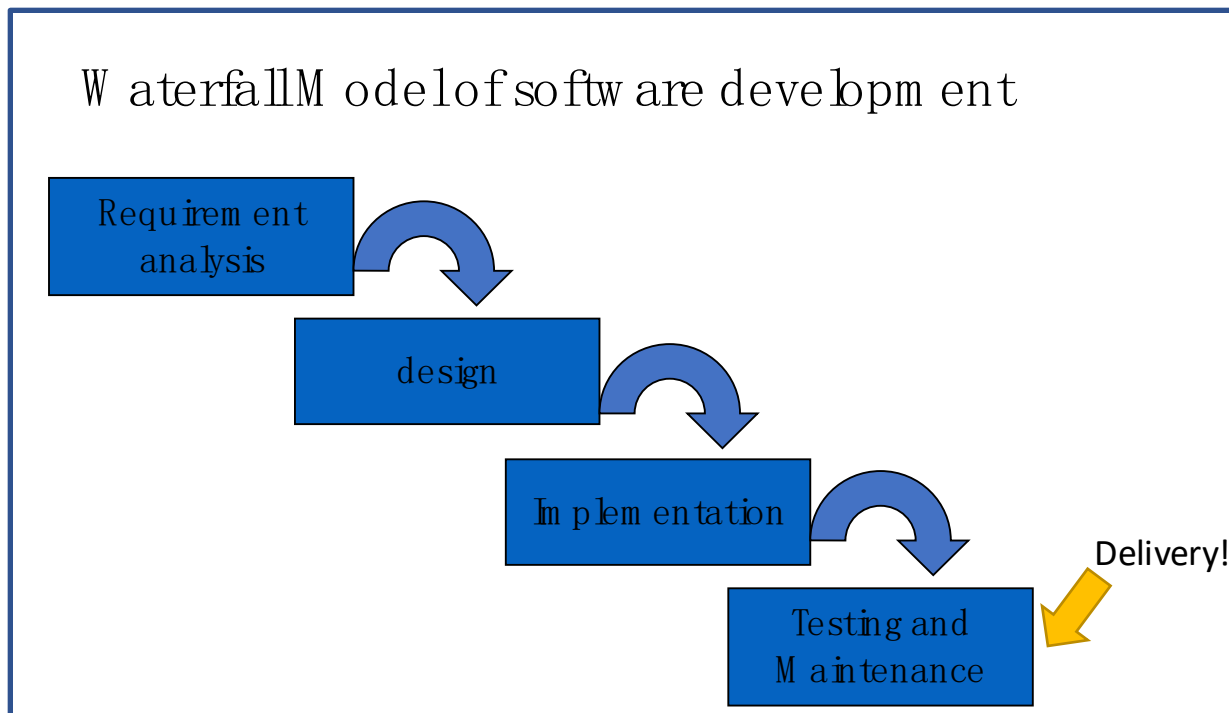 Waterfall Model of software development
Requirement
analysis
design
Implementation
Delivery!
Testing and
Maintenance